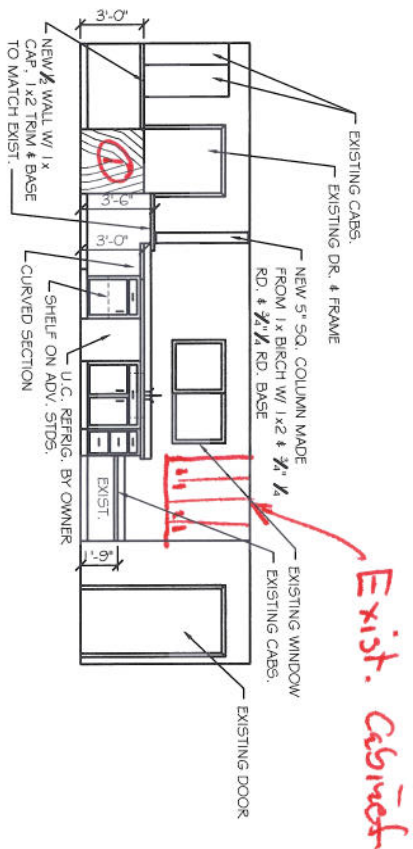 Exist. Cabinet
EXISTING CABS.
EXISTING DR. & FRAME
NEW 5" SQ. COLUMN MADE
FROM 1x BIRCH W/ 1x2 & ¾" ¼
RD. & ¾" ¼ RD. BASE
EXISTING WINDOW
EXISTING CABS.
EXISTING DOOR
3'-0"
3'-6"
3'-0"
EXIST.
1'-9"
NEW ½ WALL W/ 1x
CAP, 1x2 TRIM & BASE
TO MATCH EXIST.
CURVED SECTION
SHELF ON ADV. STDS.
U.C. REFRIG. BY OWNER